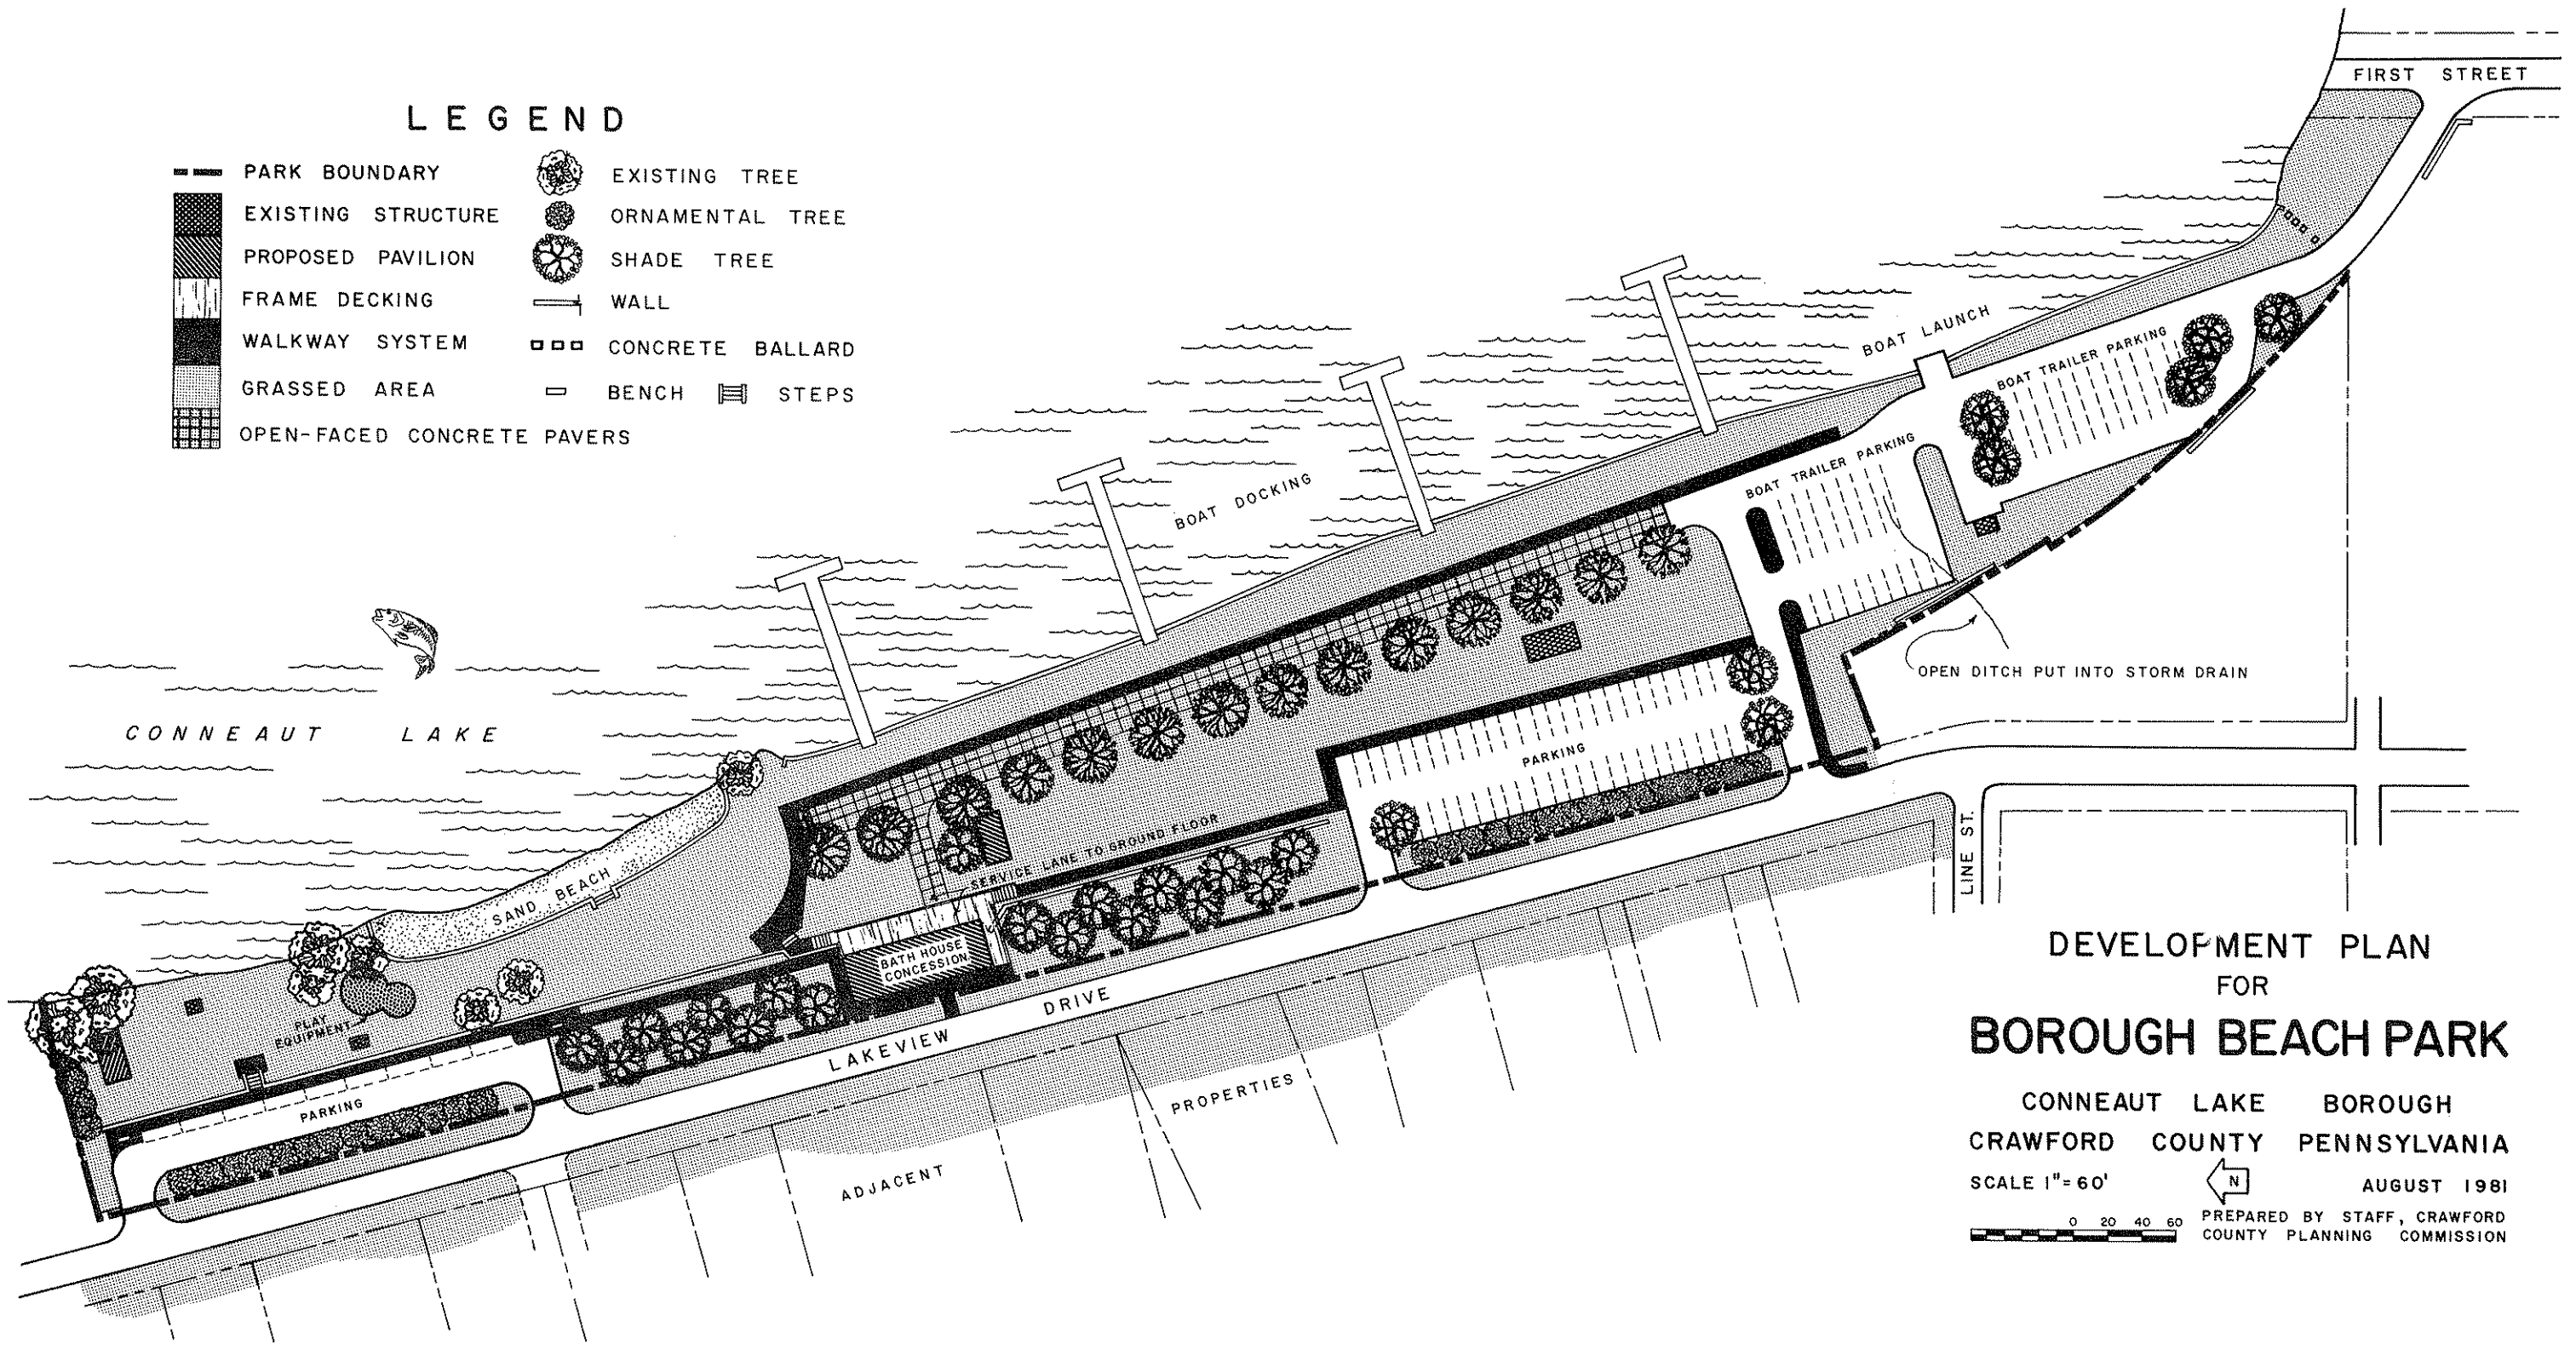 FIRST STREET
LEGEND
PARK BOUNDARY
EXISTING STRUCTURE
PROPOSED PAVILION
FRAME DECKING
WALKWAY SYSTEM
GRASSED AREA
OPEN-FACED CONCRETE PAVERS
EXISTING TREE
ORNAMENTAL TREE
SHADE TREE
WALL
CONCRETE BALLARD
BENCH
STEPS
BOAT LAUNCH
BOAT TRAILER PARKING
BOAT TRAILER PARKING
BOAT DOCKING
OPEN DITCH PUT INTO STORM DRAIN
CONNEAUT LAKE
PARKING
SERVICE LANE TO GROUND FLOOR
SAND BEACH
LINE ST.
BATH HOUSE
CONCESSION
PLAY
EQUIPMENT
PARKING
LAKEVIEW DRIVE
ADJACENT PROPERTIES
DEVELOPMENT PLAN
FOR
BOROUGH BEACH PARK
CONNEAUT LAKE BOROUGH
CRAWFORD COUNTY PENNSYLVANIA
SCALE 1"=60'
N
AUGUST 1981
0 20 40 60
PREPARED BY STAFF, CRAWFORD
COUNTY PLANNING COMMISSION